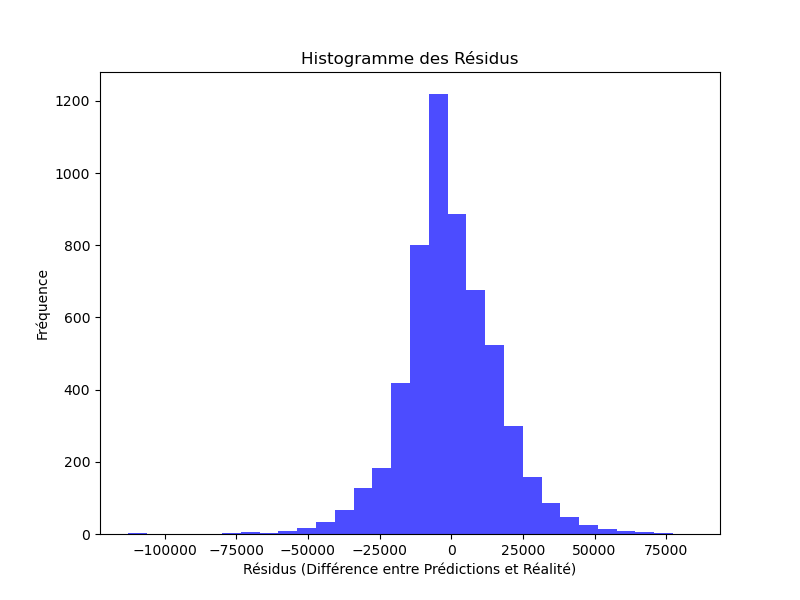 Histogramme des Résidus
1200
1000
800
600
400
200
0
Fréquence
−100000 −75000 −50000 −25000 0 25000 50000 75000
Résidus (Différence entre Prédictions et Réalité)